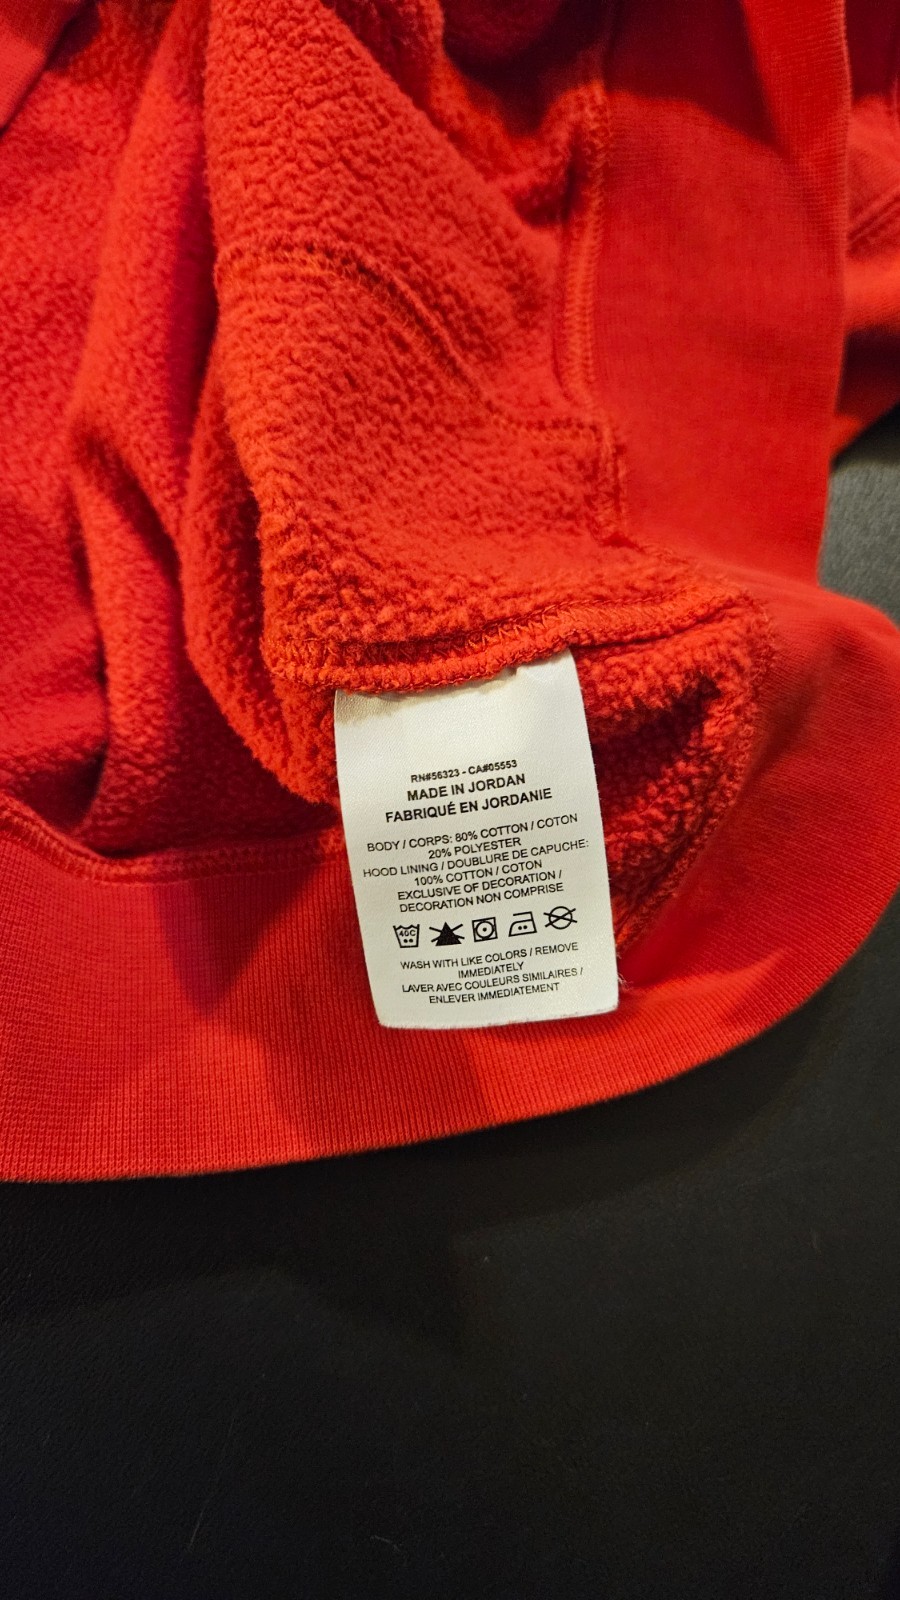 RN#56323 - CA#05553
MADE IN JORDAN
FABRIQUÉ EN JORDANIE
BODY / CORPS: 80% COTTON / COTON
20% POLYESTER
HOOD LINING / DOUBLURE DE CAPUCHE:
100% COTTON / COTON
EXCLUSIVE OF DECORATION /
DECORATION NON COMPRISE
40C
WASH WITH LIKE COLORS / REMOVE
IMMEDIATELY
LAVER AVEC COULEURS SIMILAIRES /
ENLEVER IMMEDIATEMENT